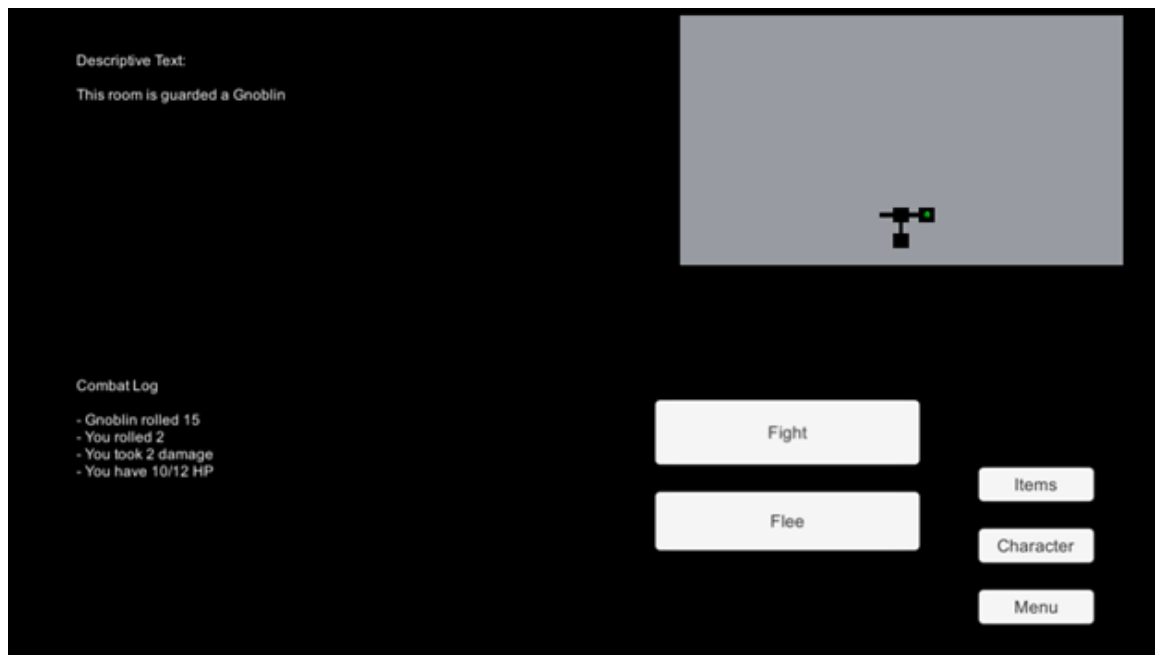 Descriptive Text:
This room is guarded a Gnoblin
Combat Log
- Gnoblin rolled 15
- You rolled 2
- You took 2 damage
- You have 10/12 HP
Fight
Flee
Items
Character
Menu